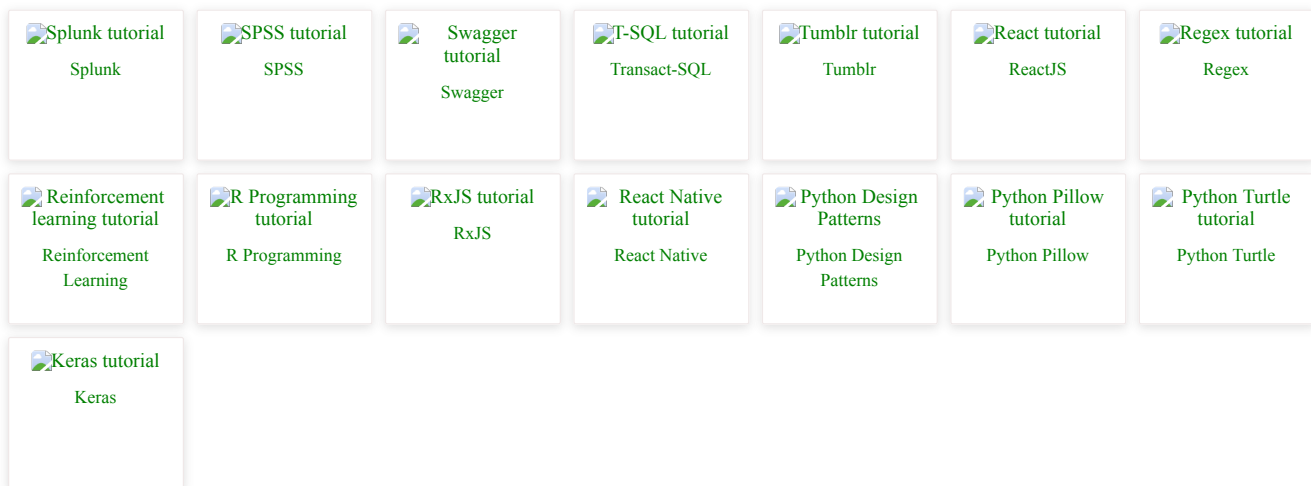 Splunk tutorial
Splunk
SPSS tutorial
SPSS
Swagger
tutorial
Swagger
T-SQL tutorial
Transact-SQL
Tumblr tutorial
Tumblr
React tutorial
ReactJS
Regex tutorial
Regex
Reinforcement
learning tutorial
Reinforcement
Learning
R Programming
tutorial
R Programming
RxJS tutorial
RxJS
React Native
tutorial
React Native
Python Design
Patterns
Python Design
Patterns
Python Pillow
tutorial
Python Pillow
Python Turtle
tutorial
Python Turtle
Keras tutorial
Keras